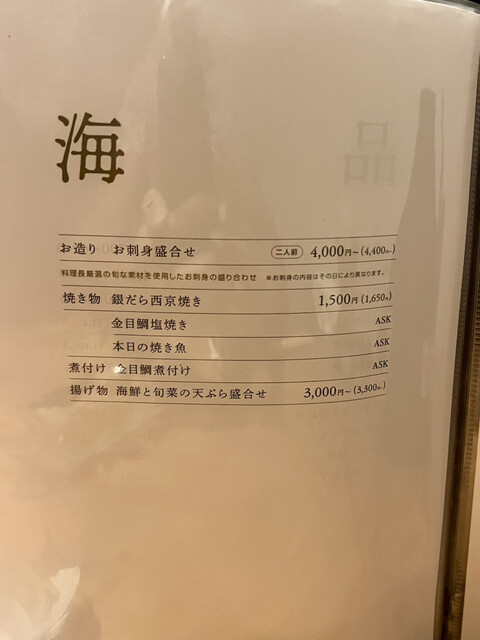 海
品
お造り お刺身盛合せ 二人前 4,000円～(4,400円～)
料理長厳選の旬な素材を使用したお刺身の盛り合わせ ※お刺身の内容はその日により異なります。
焼き物 銀だら西京焼き 1,500円(1,650円)
金目鯛塩焼き ASK
本日の焼き魚 ASK
煮付け 金目鯛煮付け ASK
揚げ物 海鮮と旬菜の天ぷら盛合せ 3,000円～(3,300円～)